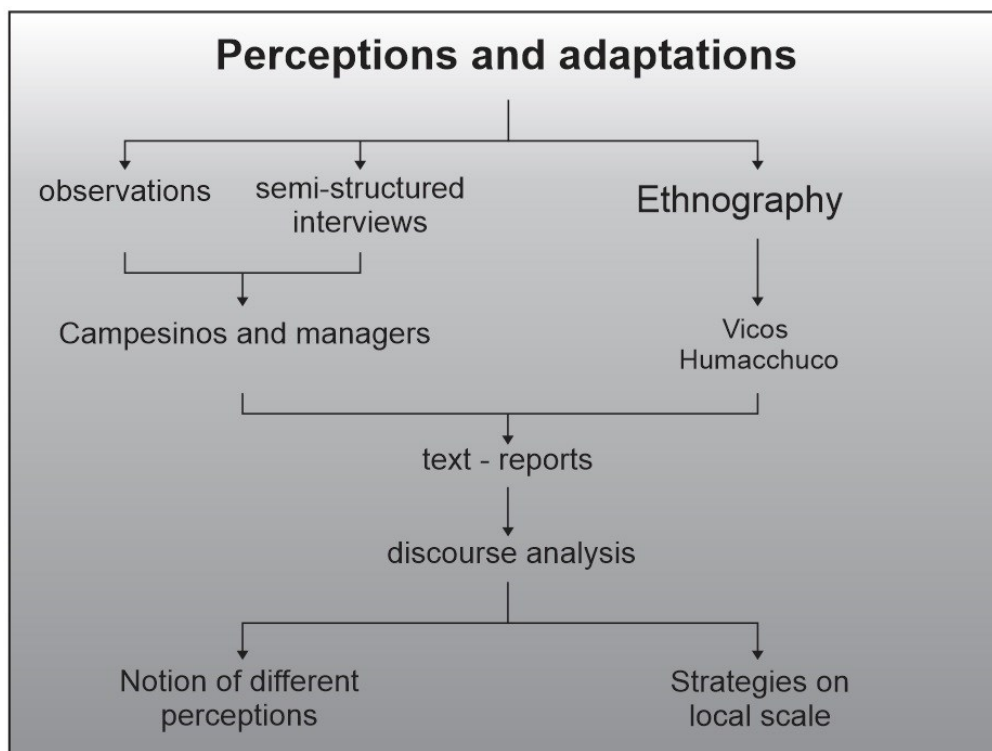 Perceptions and adaptations
observations
semi-structured
interviews
Ethnography
Campesinos and managers
Vicos
Humacchuco
text - reports
discourse analysis
Notion of different
perceptions
Strategies on
local scale